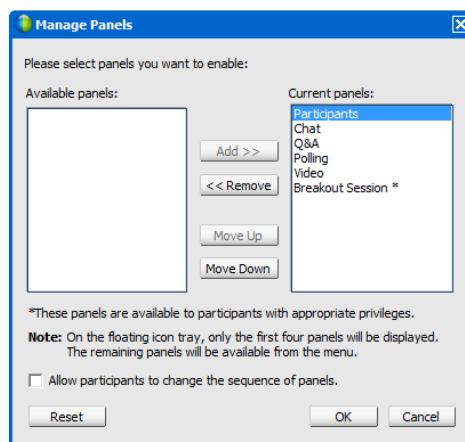 Manage Panels
Please select panels you want to enable:
Available panels:
Current panels:
Participants
Chat
Q&A
Polling
Video
Breakout Session *
Add >>
<< Remove
Move Up
Move Down
*These panels are available to participants with appropriate privileges.
Note: On the floating icon tray, only the first four panels will be displayed.
The remaining panels will be available from the menu.
Allow participants to change the sequence of panels.
Reset
OK
Cancel